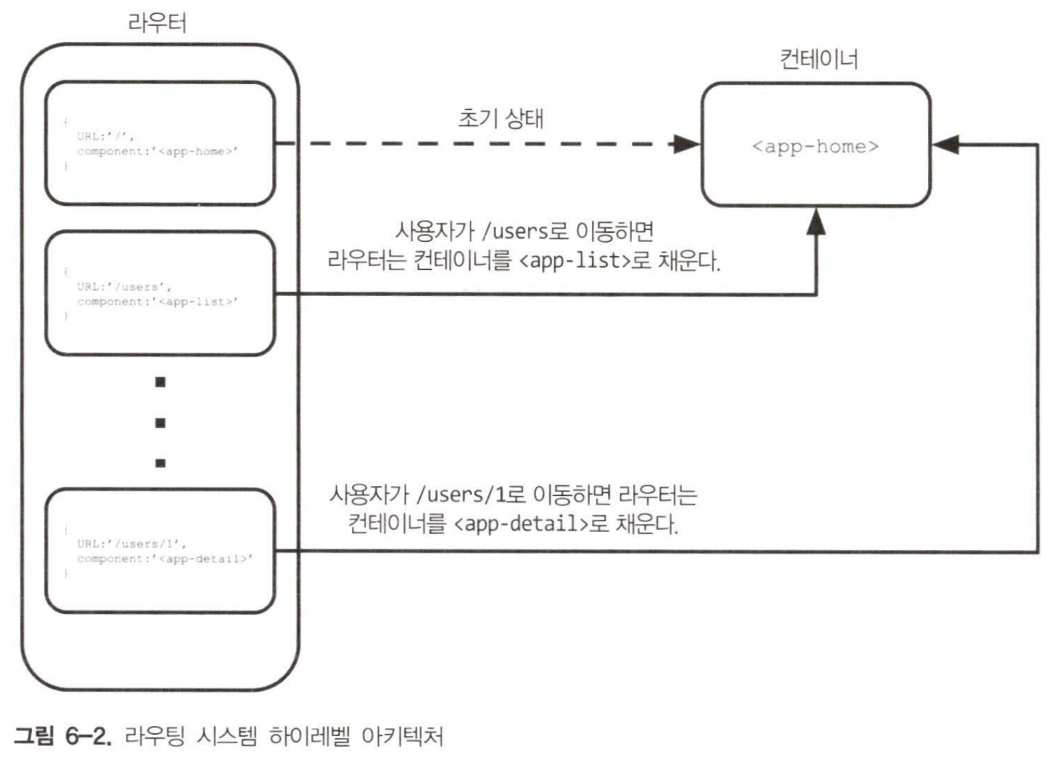 라우터
{
URL:'/',
component:'<app-home>'
}
초기 상태
컨테이너
<app-home>
{
URL:'/users',
component:'<app-list>'
}
사용자가 /users로 이동하면
라우터는 컨테이너를 <app-list>로 채운다.
{
URL:'/users/1',
component:'<app-detail>'
}
사용자가 /users/1로 이동하면 라우터는
컨테이너를 <app-detail>로 채운다.
그림 6-2. 라우팅 시스템 하이레벨 아키텍처